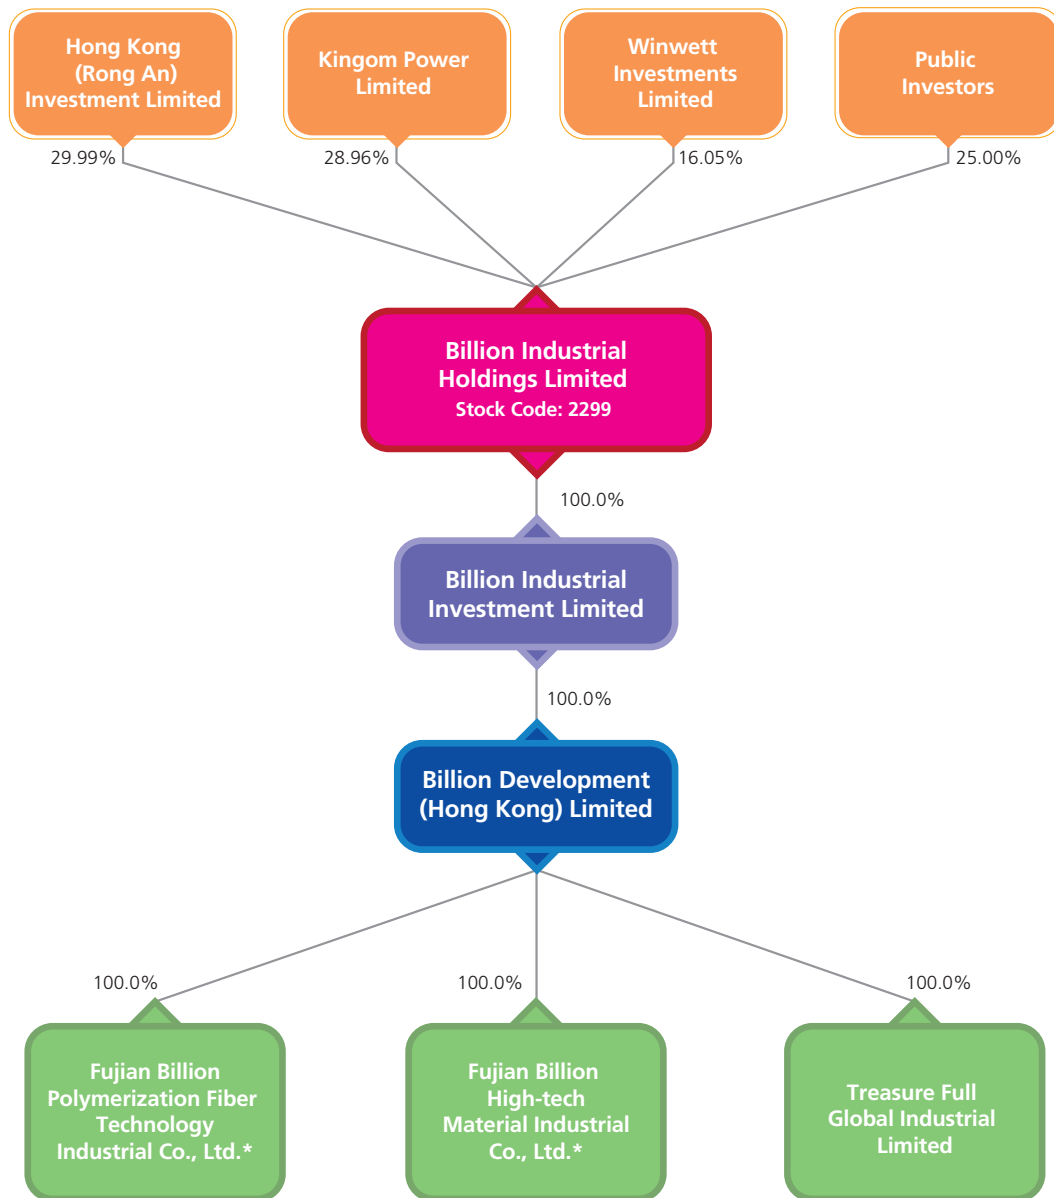 Hong Kong
(Rong An)
Investment Limited
Kingom Power
Limited
Winwett
Investments
Limited
Public
Investors
29.99%
28.96%
16.05%
25.00%
Billion Industrial
Holdings Limited
Stock Code: 2299
100.0%
Billion Industrial
Investment Limited
100.0%
Billion Development
(Hong Kong) Limited
100.0%
100.0%
100.0%
Fujian Billion
Polymerization Fiber
Technology
Industrial Co., Ltd.*
Fujian Billion
High-tech
Material Industrial
Co., Ltd.*
Treasure Full
Global Industrial
Limited